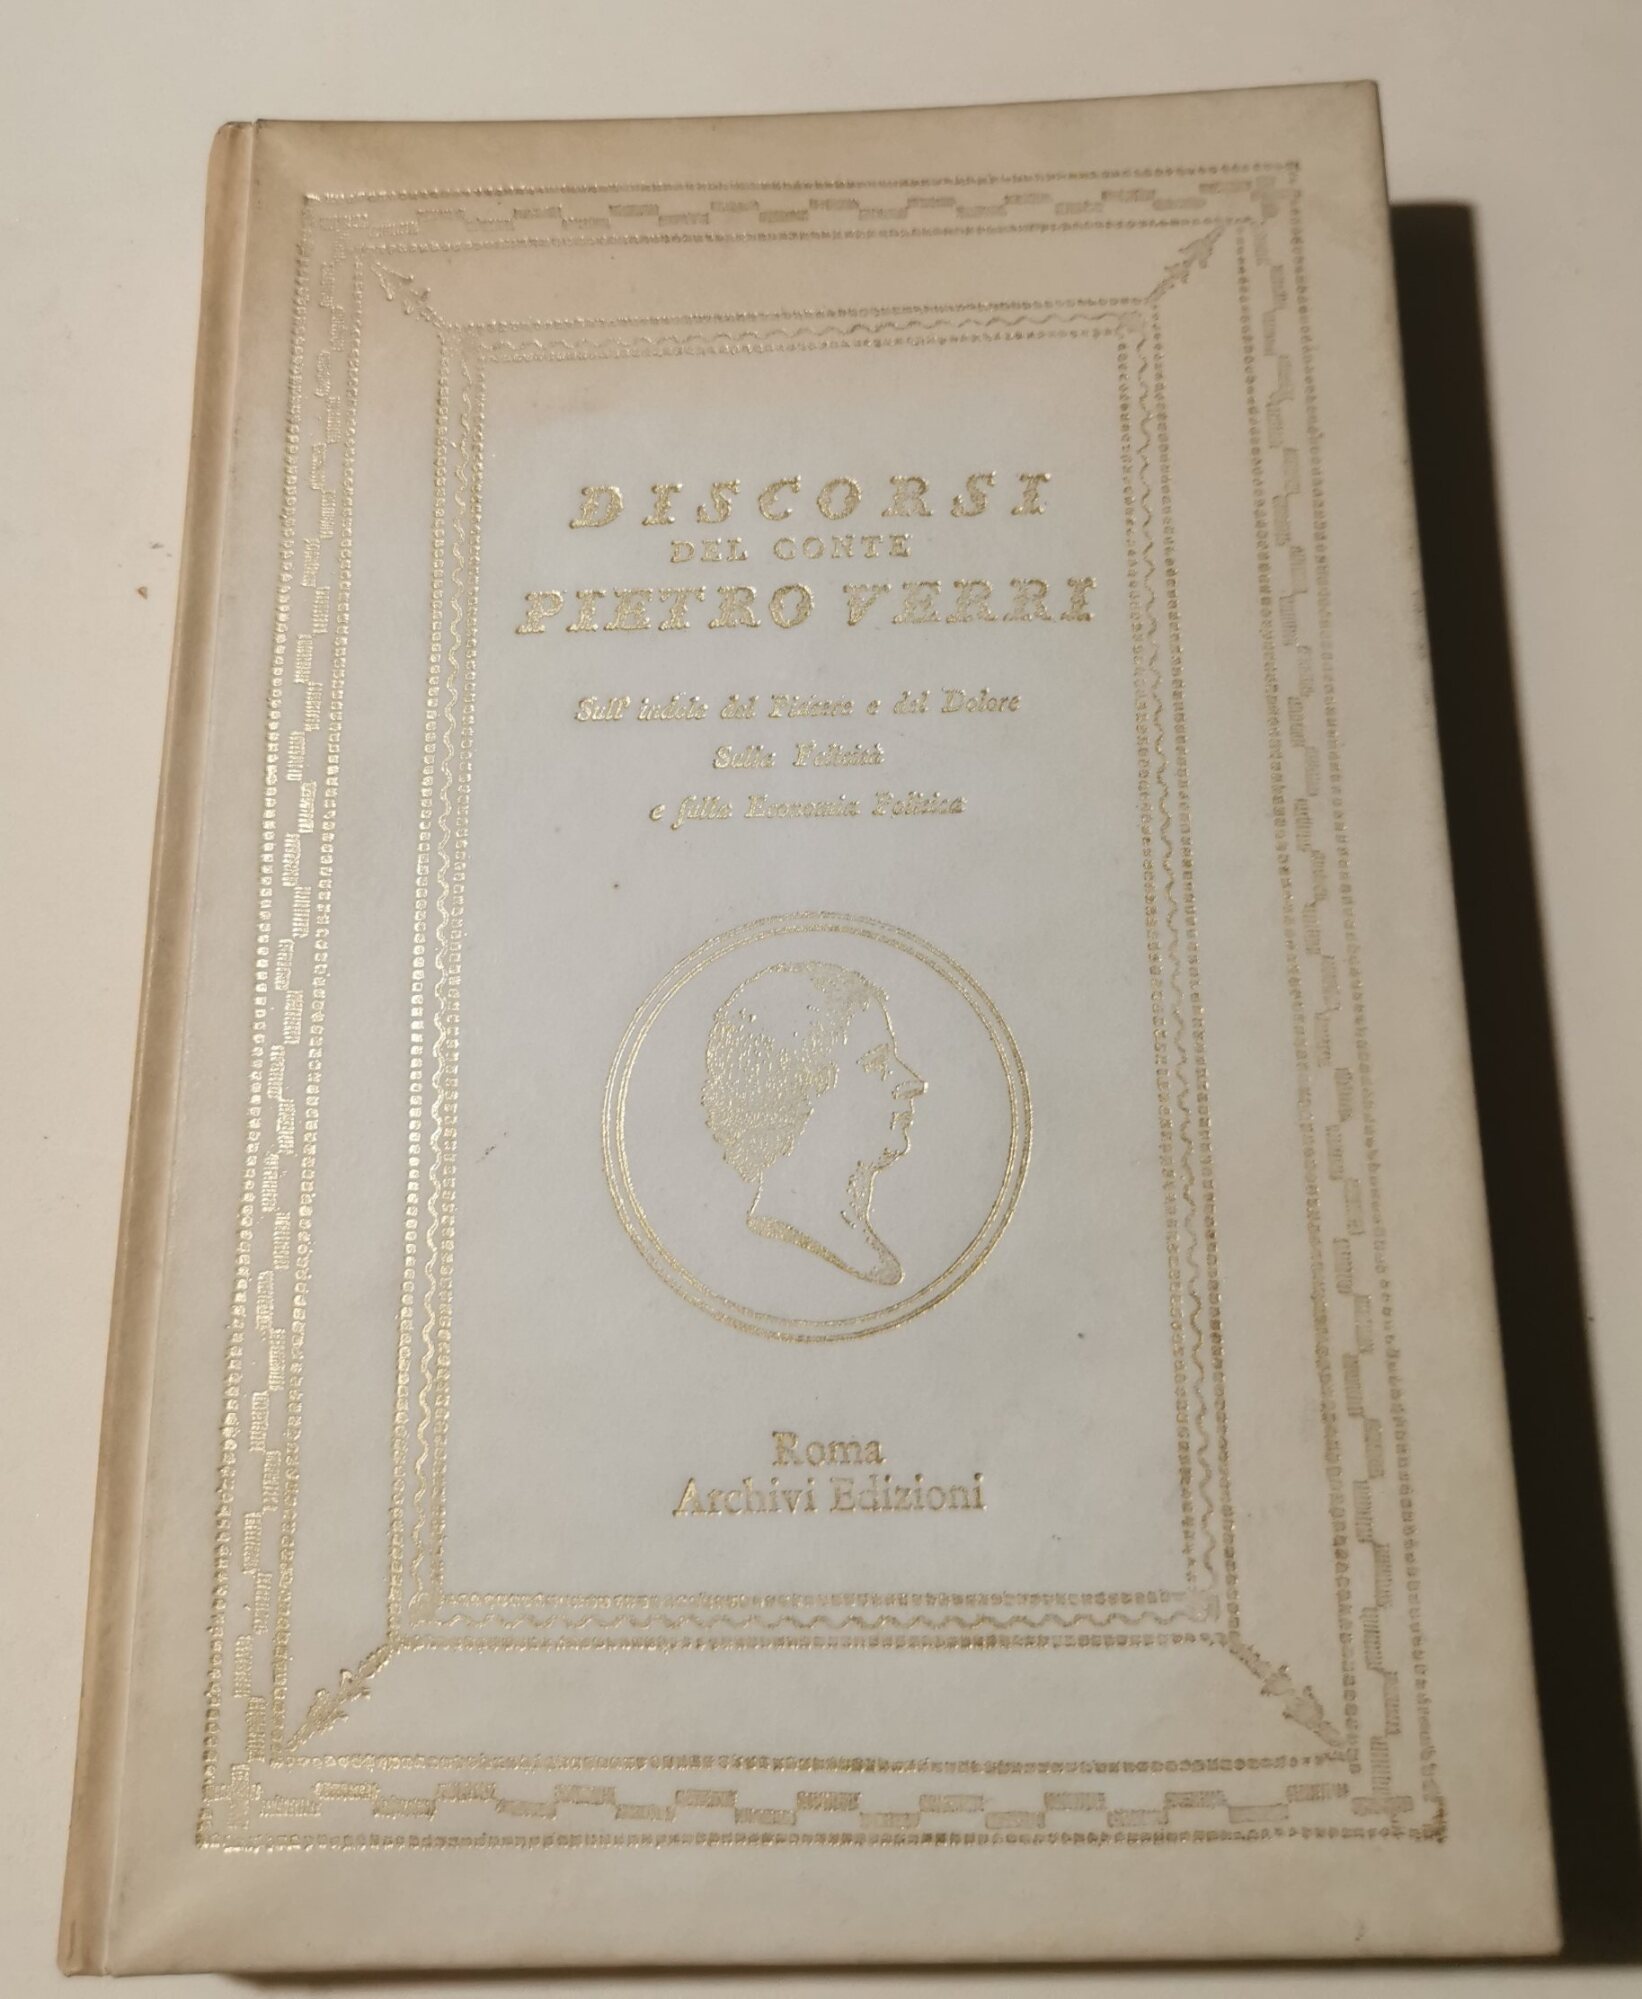 DISCORSI
DEL CONTE
PIETRO VERRI
Sull' indole del Piacere e del Dolore
Sulla Felicità
e ſulla Economia Politica
Roma
Archivi Edizioni